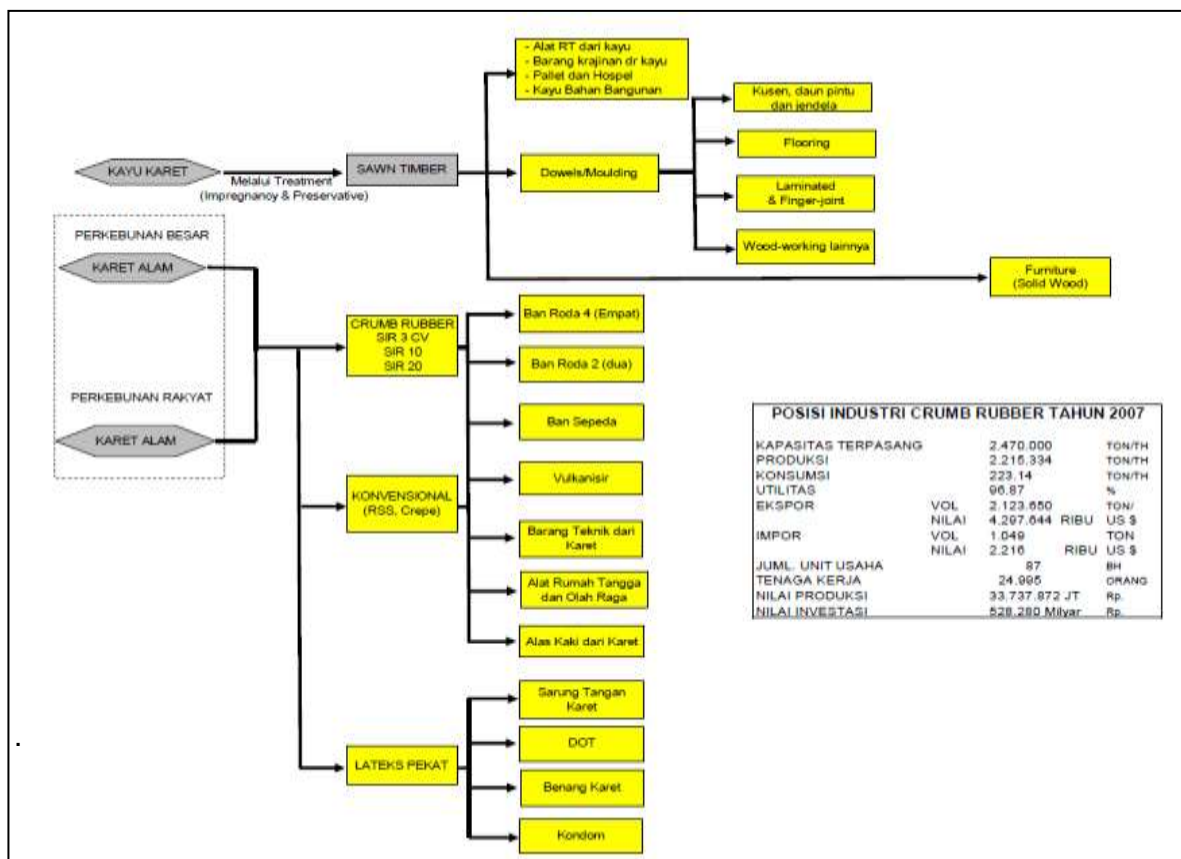 - Alat RT dari kayu
- Barang krajinan dr kayu
- Pallet dan Hospel
- Kayu Bahan Bangunan
Kusen, daun pintu
dan jendela
Flooring
KAYU KARET
Melalui Treatment
(Impregnancy & Preservative)
SAWN TIMBER
Dowels/Moulding
Laminated
& Finger-joint
Wood-working lainnya
Furniture
(Solid Wood)
PERKEBUNAN BESAR
KARET ALAM
PERKEBUNAN RAKYAT
KARET ALAM
CRUMB RUBBER
SIR 3 CV
SIR 10
SIR 20
Ban Roda 4 (Empat)
Ban Roda 2 (dua)
Ban Sepeda
Vulkanisir
KONVENSIONAL
(RSS, Crepe)
Barang Teknik dari
Karet
Alat Rumah Tangga
dan Olah Raga
Alas Kaki dari Karet
LATEKS PEKAT
Sarung Tangan
Karet
DOT
Benang Karet
Kondom
POSISI INDUSTRI CRUMB RUBBER TAHUN 2007
KAPASITAS TERPASANG 2.470.000 TON/TH
PRODUKSI 2.215.334 TON/TH
KONSUMSI 223.14 TON/TH
UTILITAS 96.87 %
EKSPOR VOL 2.123.650 TON/
NILAI 4.297.644 RIBU US $
IMPOR VOL 1.049 TON
NILAI 2.216 RIBU US $
JUML. UNIT USAHA 87 BH
TENAGA KERJA 24.995 ORANG
NILAI PRODUKSI 33.737.872 JT Rp.
NILAI INVESTASI 528.280 Milyar Rp.
.